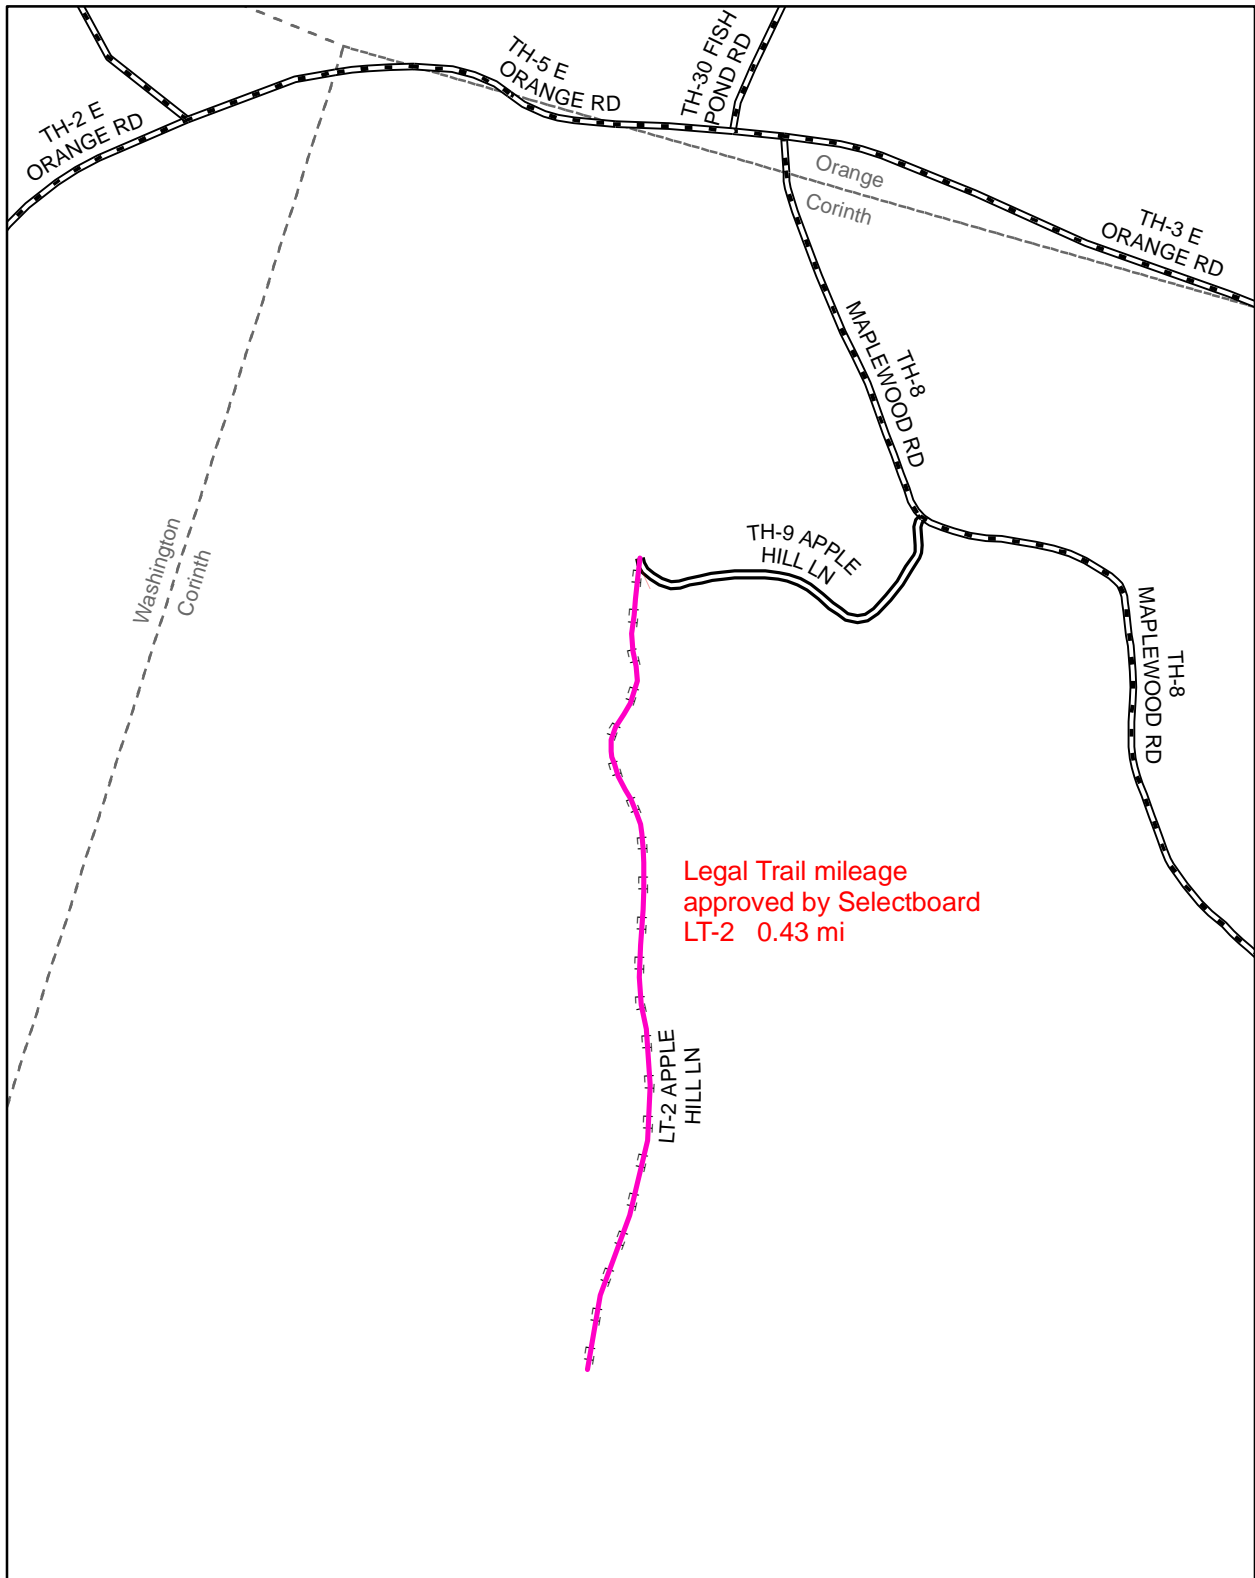 TH-2 E
ORANGE RD
TH-5 E
ORANGE RD
TH-30 FISH
POND RD
Orange
Corinth
TH-3 E
ORANGE RD
TH-8
MAPLEWOOD RD
Washington
Corinth
TH-9 APPLE
HILL LN
TH-8
MAPLEWOOD RD
Legal Trail mileage
approved by Selectboard
LT-2 0.43 mi
LT-2 APPLE
HILL LN